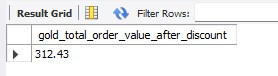 Result Grid Filter Rows:
gold_total_order_value_after_discount
312.43